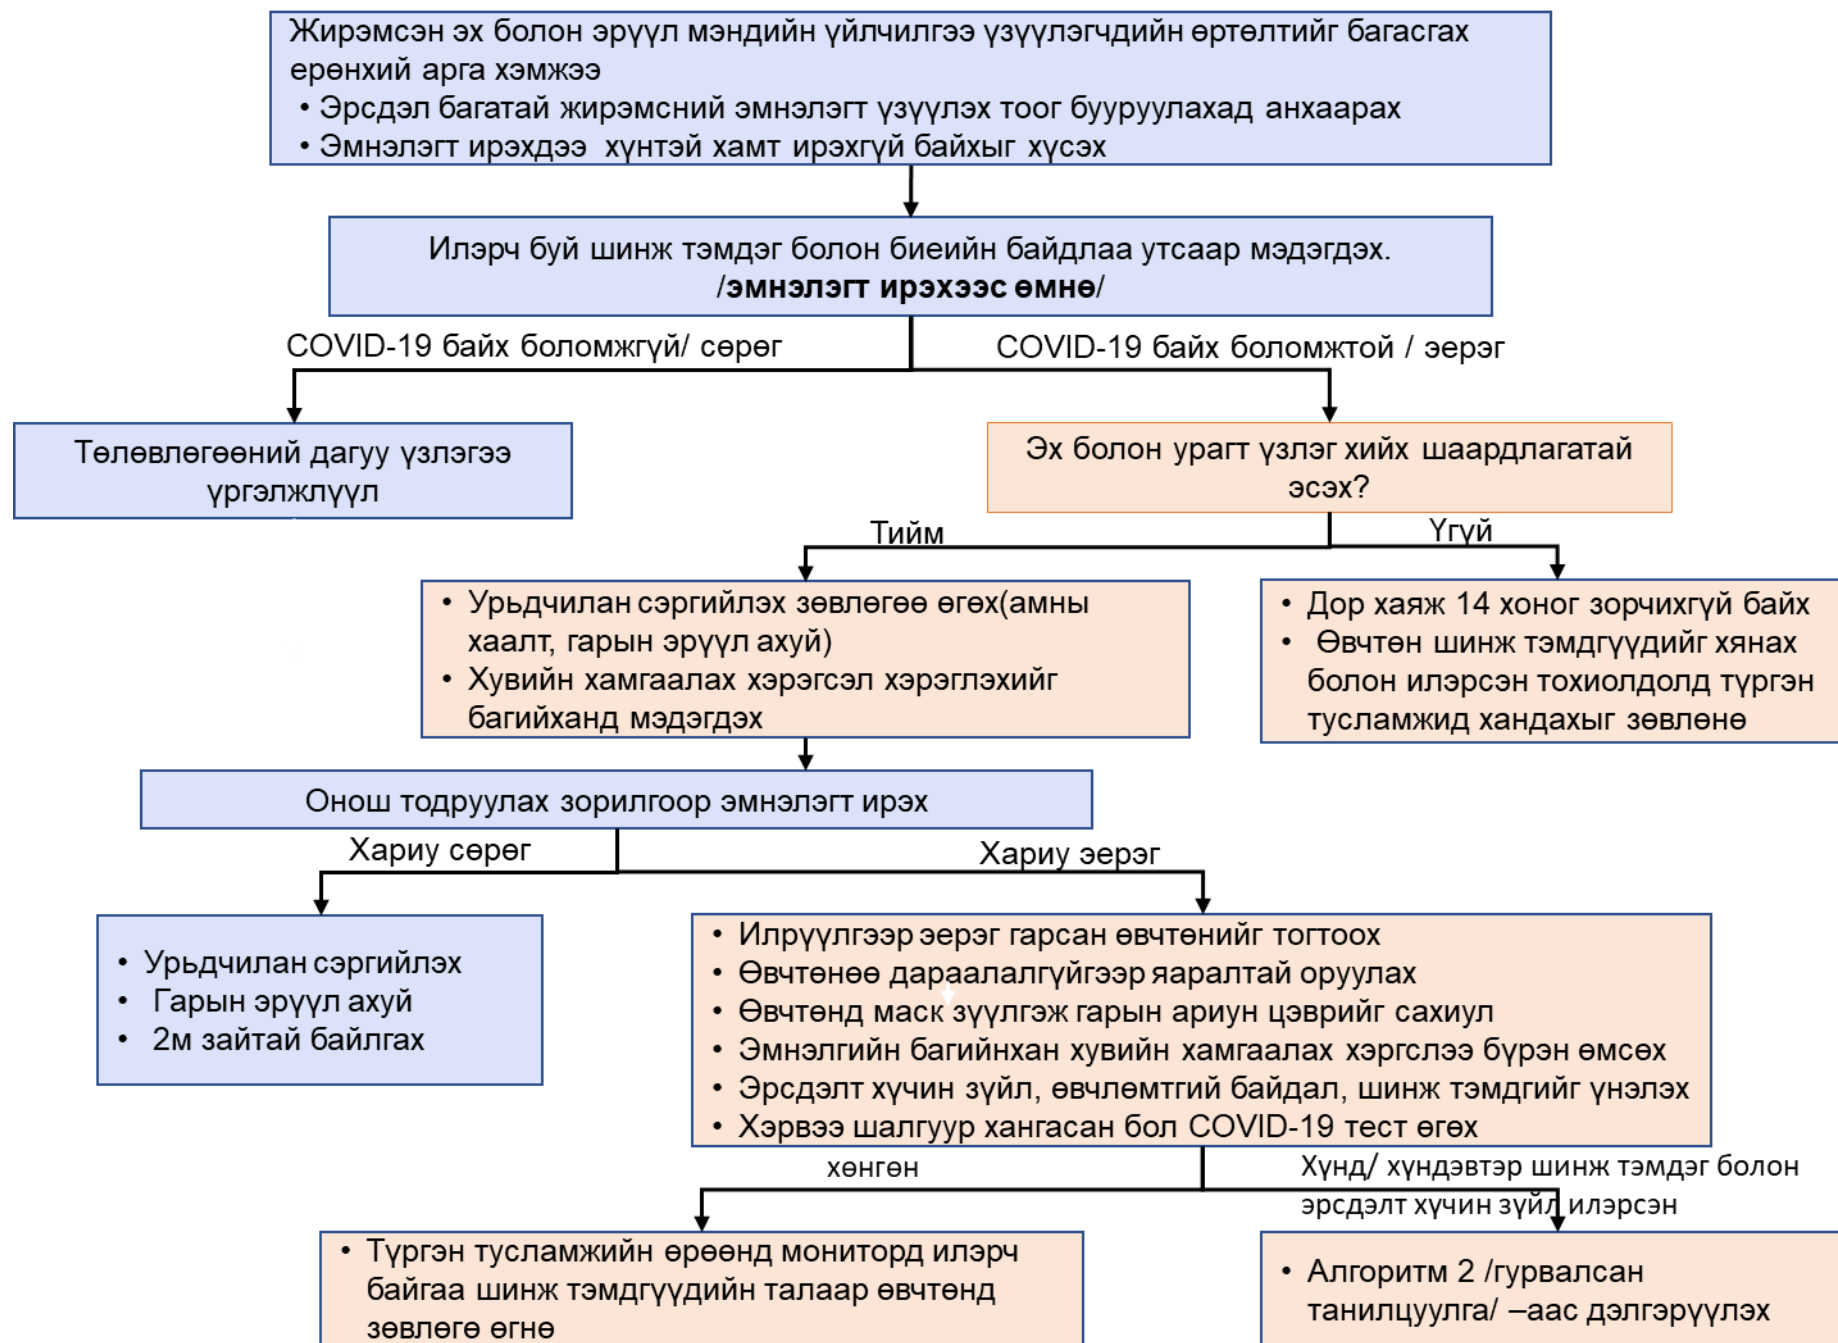 Жирэмсэн эх болон эрүүл мэндийн үйлчилгээ үзүүлэгчдийн өртөлтийг багасгах
ерөнхий арга хэмжээ
• Эрсдэл багатай жирэмсний эмнэлэгт үзүүлэх тоог бууруулахад анхаарах
• Эмнэлэгт ирэхдээ хүнтэй хамт ирэхгүй байхыг хүсэх
Илэрч буй шинж тэмдэг болон биеийн байдлаа утсаар мэдэгдэх.
/эмнэлэгт ирэхээс өмнө/
COVID-19 байх боломжгүй/ сөрөг
COVID-19 байх боломжтой / эерэг
Төлөвлөгөөний дагуу үзлэгээ
үргэлжлүүл
Эх болон урагт үзлэг хийх шаардлагатай
эсэх?
Тийм
Үгүй
• Урьдчилан сэргийлэх зөвлөгөө өгөх(амны
хаалт, гарын эрүүл ахуй)
• Хувийн хамгаалах хэрэгсэл хэрэглэхийг
багийханд мэдэгдэх
• Дор хаяж 14 хоног зорчихгүй байх
• Өвчтөн шинж тэмдгүүдийг хянах
болон илэрсэн тохиолдолд түргэн
тусламжид хандахыг зөвлөнө
Онош тодруулах зорилгоор эмнэлэгт ирэх
Хариу сөрөг
Хариу эерэг
• Урьдчилан сэргийлэх
• Гарын эрүүл ахуй
• 2м зайтай байлгах
• Илрүүлгээр эерэг гарсан өвчтөнийг тогтоох
• Өвчтөнөө дараалалгүйгээр яаралтай оруулах
• Өвчтөнд маск зүүлгэж гарын ариун цэврийг сахиул
• Эмнэлгийн багийнхан хувийн хамгаалах хэргслээ бүрэн өмсөх
• Эрсдэлт хүчин зүйл, өвчлөмтгий байдал, шинж тэмдгийг үнэлэх
• Хэрвээ шалгуур хангасан бол COVID-19 тест өгөх
хөнгөн
Хүнд/ хүндэвтэр шинж тэмдэг болон
эрсдэлт хүчин зүйл илэрсэн
• Түргэн тусламжийн өрөөнд мониторд илэрч
байгаа шинж тэмдгүүдийн талаар өвчтөнд
зөвлөгө өгнө
• Алгоритм 2 /гурвалсан
танилцуулга/ –аас дэлгэрүүлэх